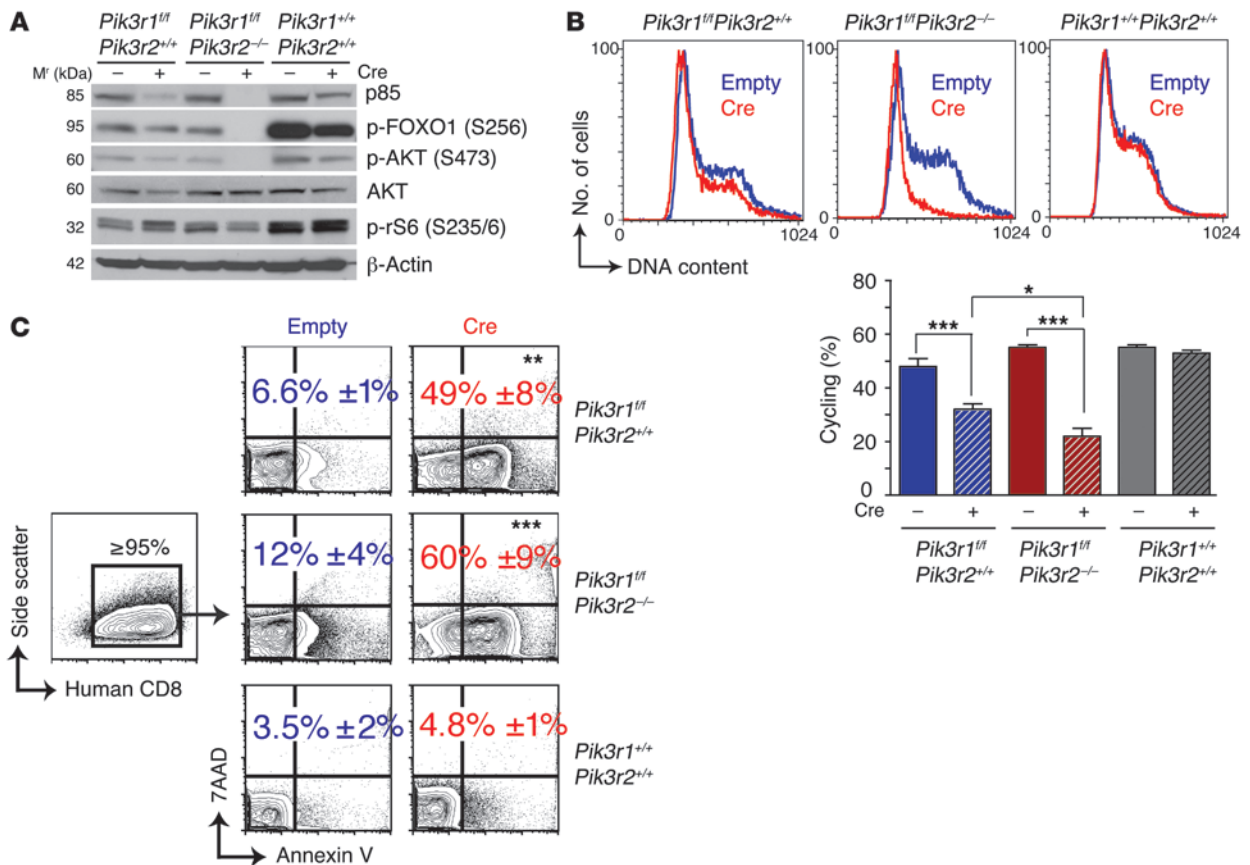 A
Pik3r1f/f Pik3r1f/f Pik3r1+/+
Pik3r2+/+ Pik3r2–/– Pik3r2+/+
Mr (kDa) – + – + – + Cre
85 p85
95 p-FOXO1 (S256)
60 p-AKT (S473)
60 AKT
32 p-rS6 (S235/6)
42 β-Actin
B
Pik3r1f/fPik3r2+/+ Pik3r1f/fPik3r2–/– Pik3r1+/+Pik3r2+/+
100 100 100
Empty Empty Empty
Cre Cre Cre
No. of cells
0 1024 0 1024 0 1024
DNA content
80
60
40
20
0
Cycling (%)
*
*** ***
Cre – + – + – +
Pik3r1f/f Pik3r1f/f Pik3r1+/+
Pik3r2+/+ Pik3r2–/– Pik3r2+/+
C
Empty Cre
**
6.6% ±1% 49% ±8%
Pik3r1f/f
Pik3r2+/+
≥95%
Side scatter
Human CD8
***
12% ±4% 60% ±9%
Pik3r1f/f
Pik3r2–/–
3.5% ±2% 4.8% ±1%
Pik3r1+/+
Pik3r2+/+
7AAD
Annexin V